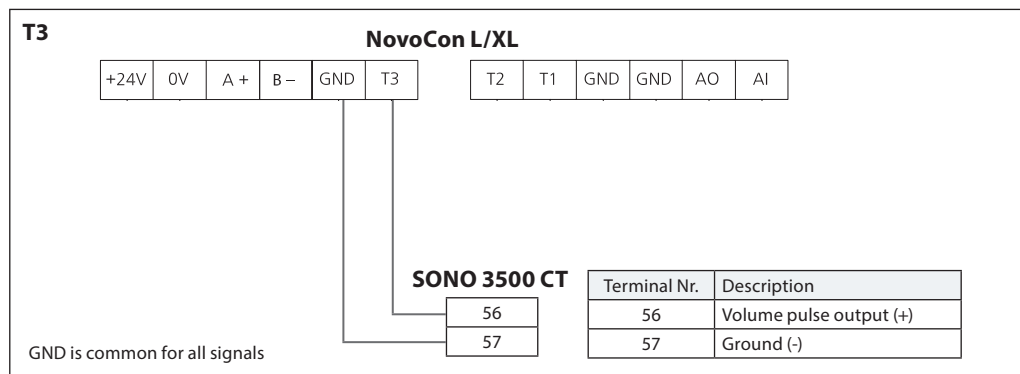 T3
NovoCon L/XL
+24V 0V A + B – GND T3 T2 T1 GND GND AO AI
SONO 3500 CT
56
57
Terminal Nr. Description
56 Volume pulse output (+)
57 Ground (-)
GND is common for all signals